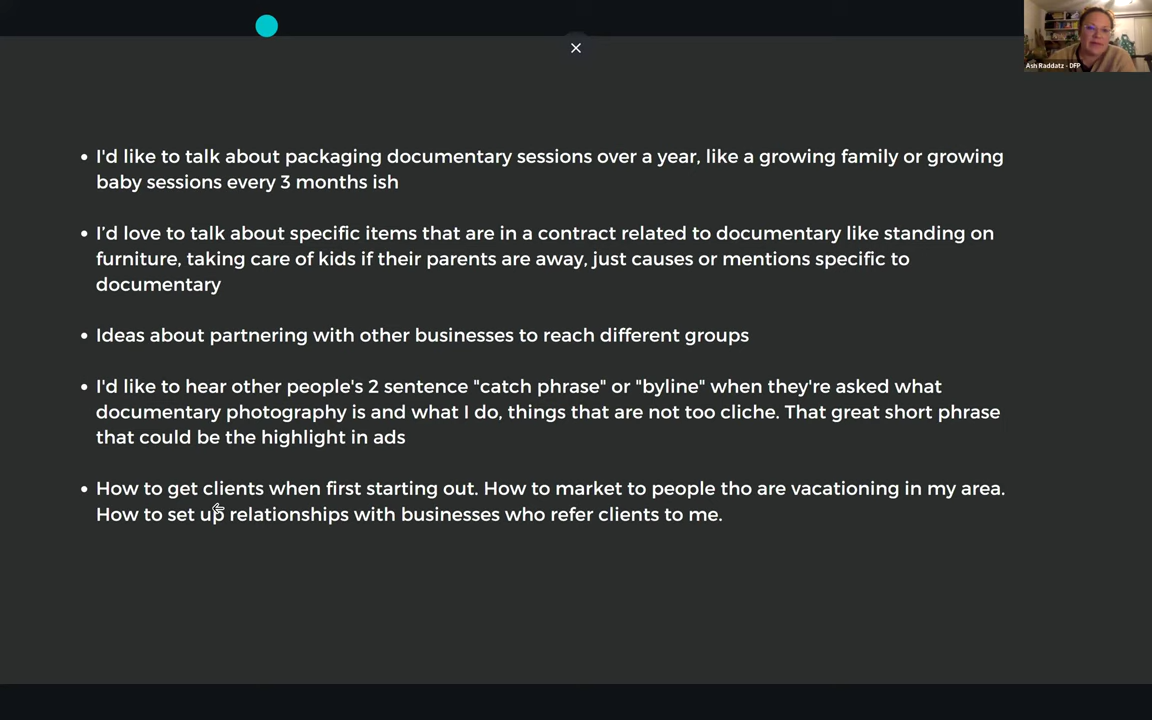 Ash Raddatz - DFP
• I'd like to talk about packaging documentary sessions over a year, like a growing family or growing
baby sessions every 3 months ish
• I’d love to talk about specific items that are in a contract related to documentary like standing on
furniture, taking care of kids if their parents are away, just causes or mentions specific to
documentary
• Ideas about partnering with other businesses to reach different groups
• I'd like to hear other people's 2 sentence "catch phrase" or "byline" when they're asked what
documentary photography is and what I do, things that are not too cliche. That great short phrase
that could be the highlight in ads
• How to get clients when first starting out. How to market to people tho are vacationing in my area.
How to set up relationships with businesses who refer clients to me.